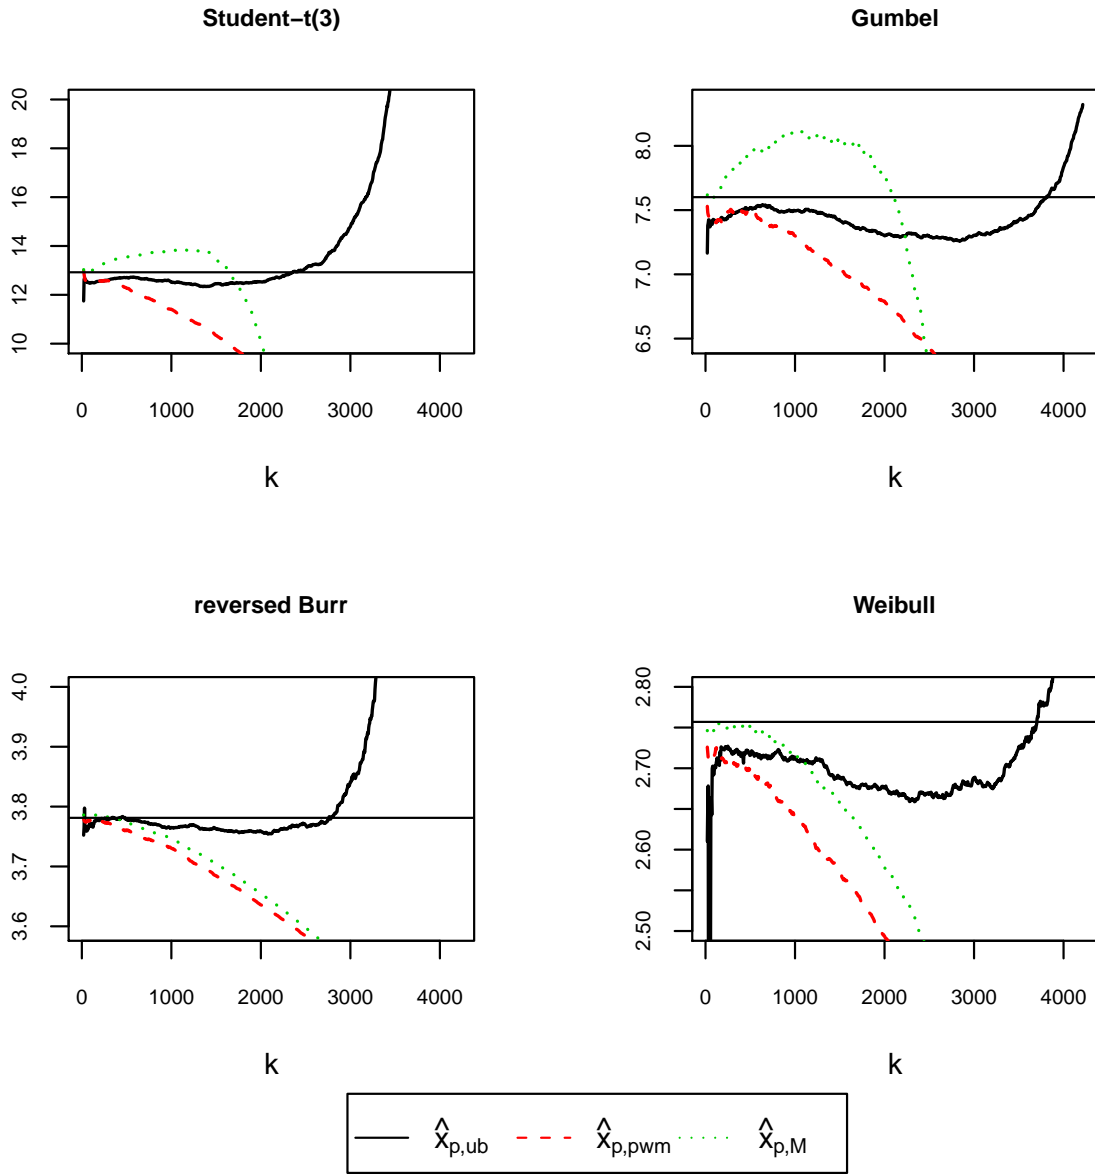 Student−t(3) Gumbel
20
18
16
14
12
10
0 1000 2000 3000 4000
k
8.0
7.5
7.0
6.5
0 1000 2000 3000 4000
k
reversed Burr Weibull
4.0
3.9
3.8
3.7
3.6
0 1000 2000 3000 4000
k
2.80
2.70
2.60
2.50
0 1000 2000 3000 4000
k
x̂p,ub x̂p,pwm x̂p,M